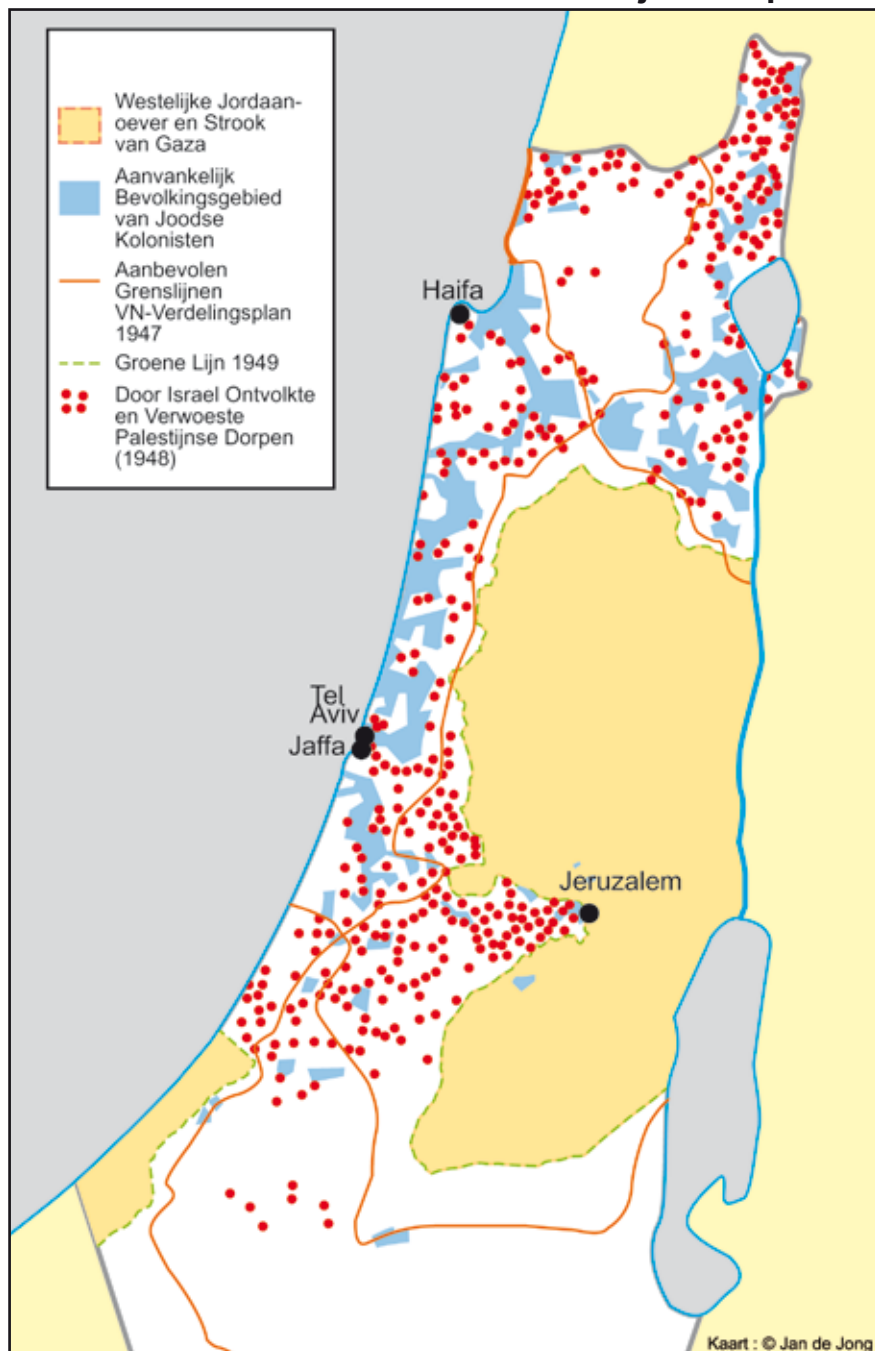 Westelijke Jordaan-
oever en Strook
van Gaza
Aanvankelijk
Bevolkingsgebied
van Joodse
Kolonisten
Aanbevolen
Grenslijnen
VN-Verdelingsplan
1947
Groene Lijn 1949
Door Israel Ontvolkte
en Verwoeste
Palestijnse Dorpen
(1948)
Haifa
Tel
Aviv
Jaffa
Jeruzalem
Kaart : © Jan de Jong